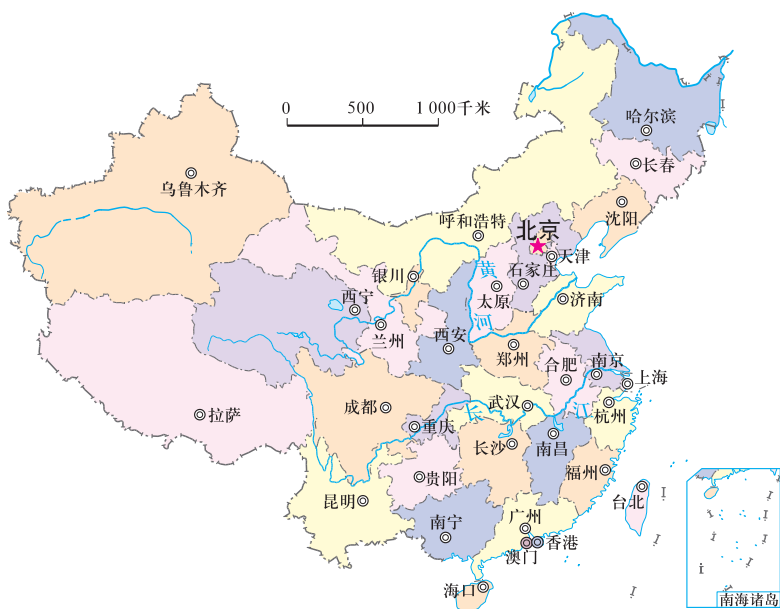 0 500 1 000千米
哈尔滨
长春
乌鲁木齐
沈阳
呼和浩特
北京
天津
黄
河
银川
石家庄
西宁
太原
济南
兰州
西安
郑州
合肥
南京
上海
武汉
长
江
杭州
成都
拉萨
重庆
长沙
南昌
贵阳
福州
昆明
台北
南宁
广州
澳门
香港
海口
南海诸岛